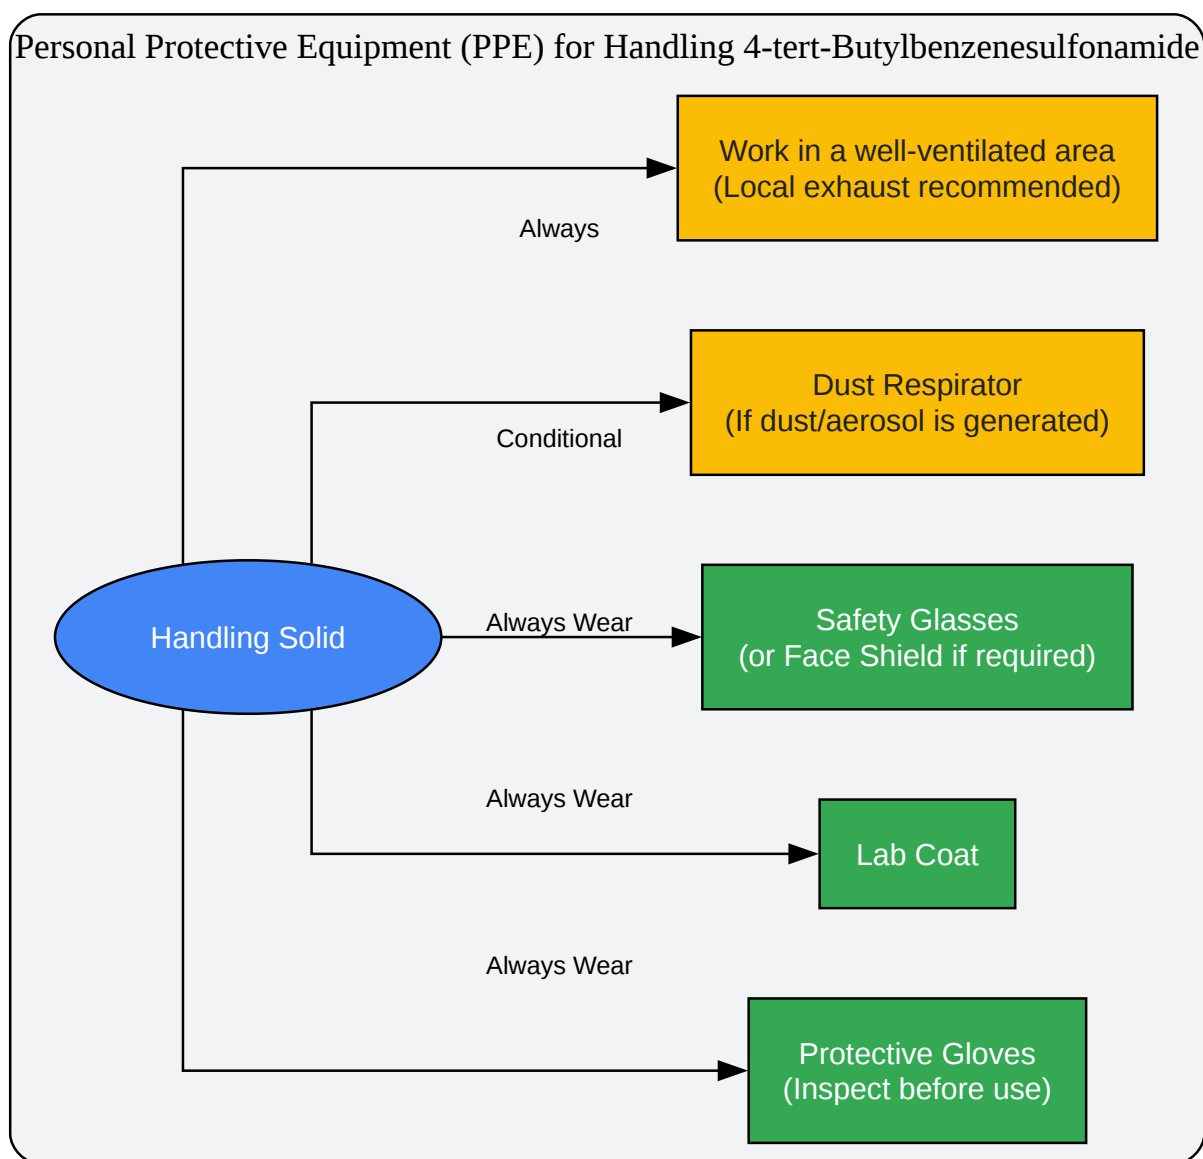 Personal Protective Equipment (PPE) for Handling 4-tert-Butylbenzenesulfonamide
Work in a well-ventilated area
(Local exhaust recommended)
Always
Dust Respirator
(If dust/aerosol is generated)
Conditional
Handling Solid
Always Wear
Safety Glasses
(or Face Shield if required)
Always Wear
Lab Coat
Always Wear
Protective Gloves
(Inspect before use)